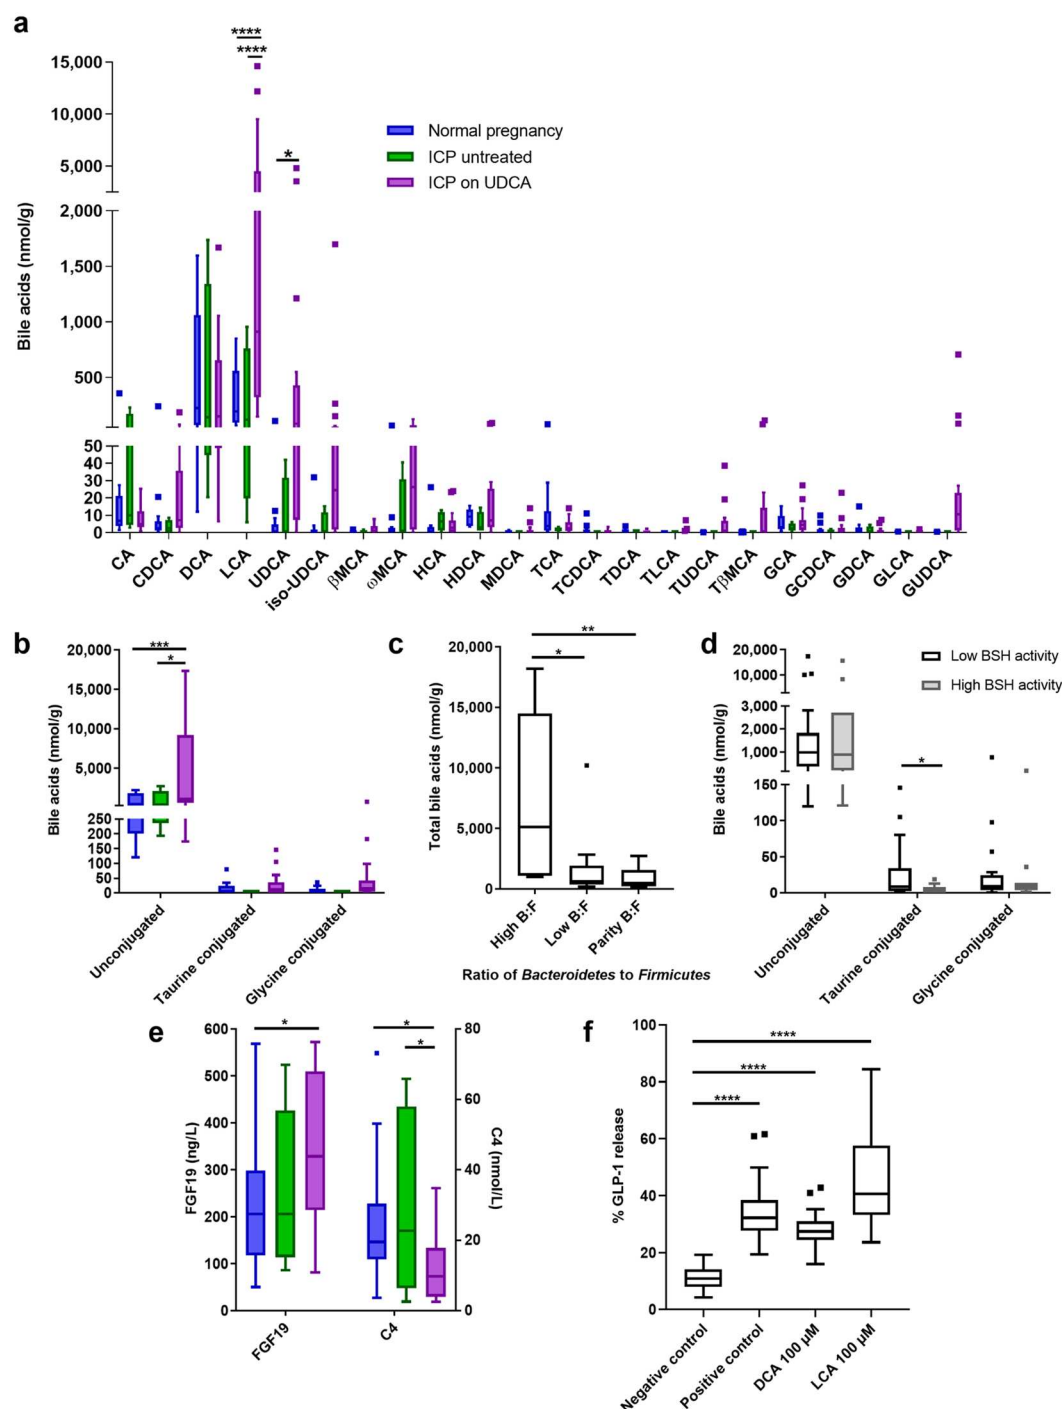 a
****
****
*
15,000
10,000
5,000
2,000
1,500
1,000
500
50
40
30
20
10
0
Bile acids (nmol/g)
Normal pregnancy
ICP untreated
ICP on UDCA
CA
CDCA
DCA
LCA
UDCA
iso-UDCA
βMCA
ωMCA
HCA
HDCA
MDCA
TCA
TCDCA
TDCA
TLCA
TUDCA
TβMCA
GCA
GCDCA
GDCA
GLCA
GUDCA
b
***
*
20,000
15,000
10,000
5,000
250
200
150
100
50
0
Bile acids (nmol/g)
Unconjugated
Taurine conjugated
Glycine conjugated
c
**
*
20,000
15,000
10,000
5,000
0
Total bile acids (nmol/g)
High B:F
Low B:F
Parity B:F
Ratio of Bacteroidetes to Firmicutes
d
Low BSH activity
High BSH activity
*
20,000
10,000
3,000
2,000
1,000
150
100
50
0
Bile acids (nmol/g)
Unconjugated
Taurine conjugated
Glycine conjugated
e
*
*
*
600
500
400
300
200
100
0
FGF19 (ng/L)
80
60
40
20
0
C4 (nmol/L)
FGF19
C4
f
****
****
****
100
80
60
40
20
0
% GLP-1 release
Negative control
Positive control
DCA 100 µM
LCA 100 µM